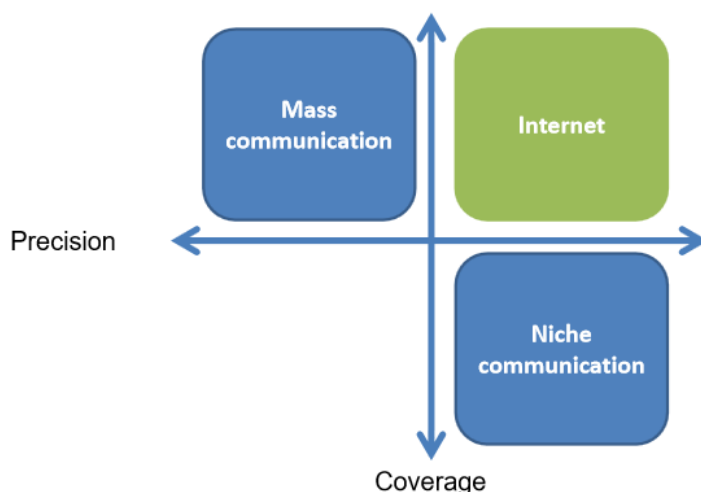 Mass
communication
Internet
Precision
Niche
communication
Coverage